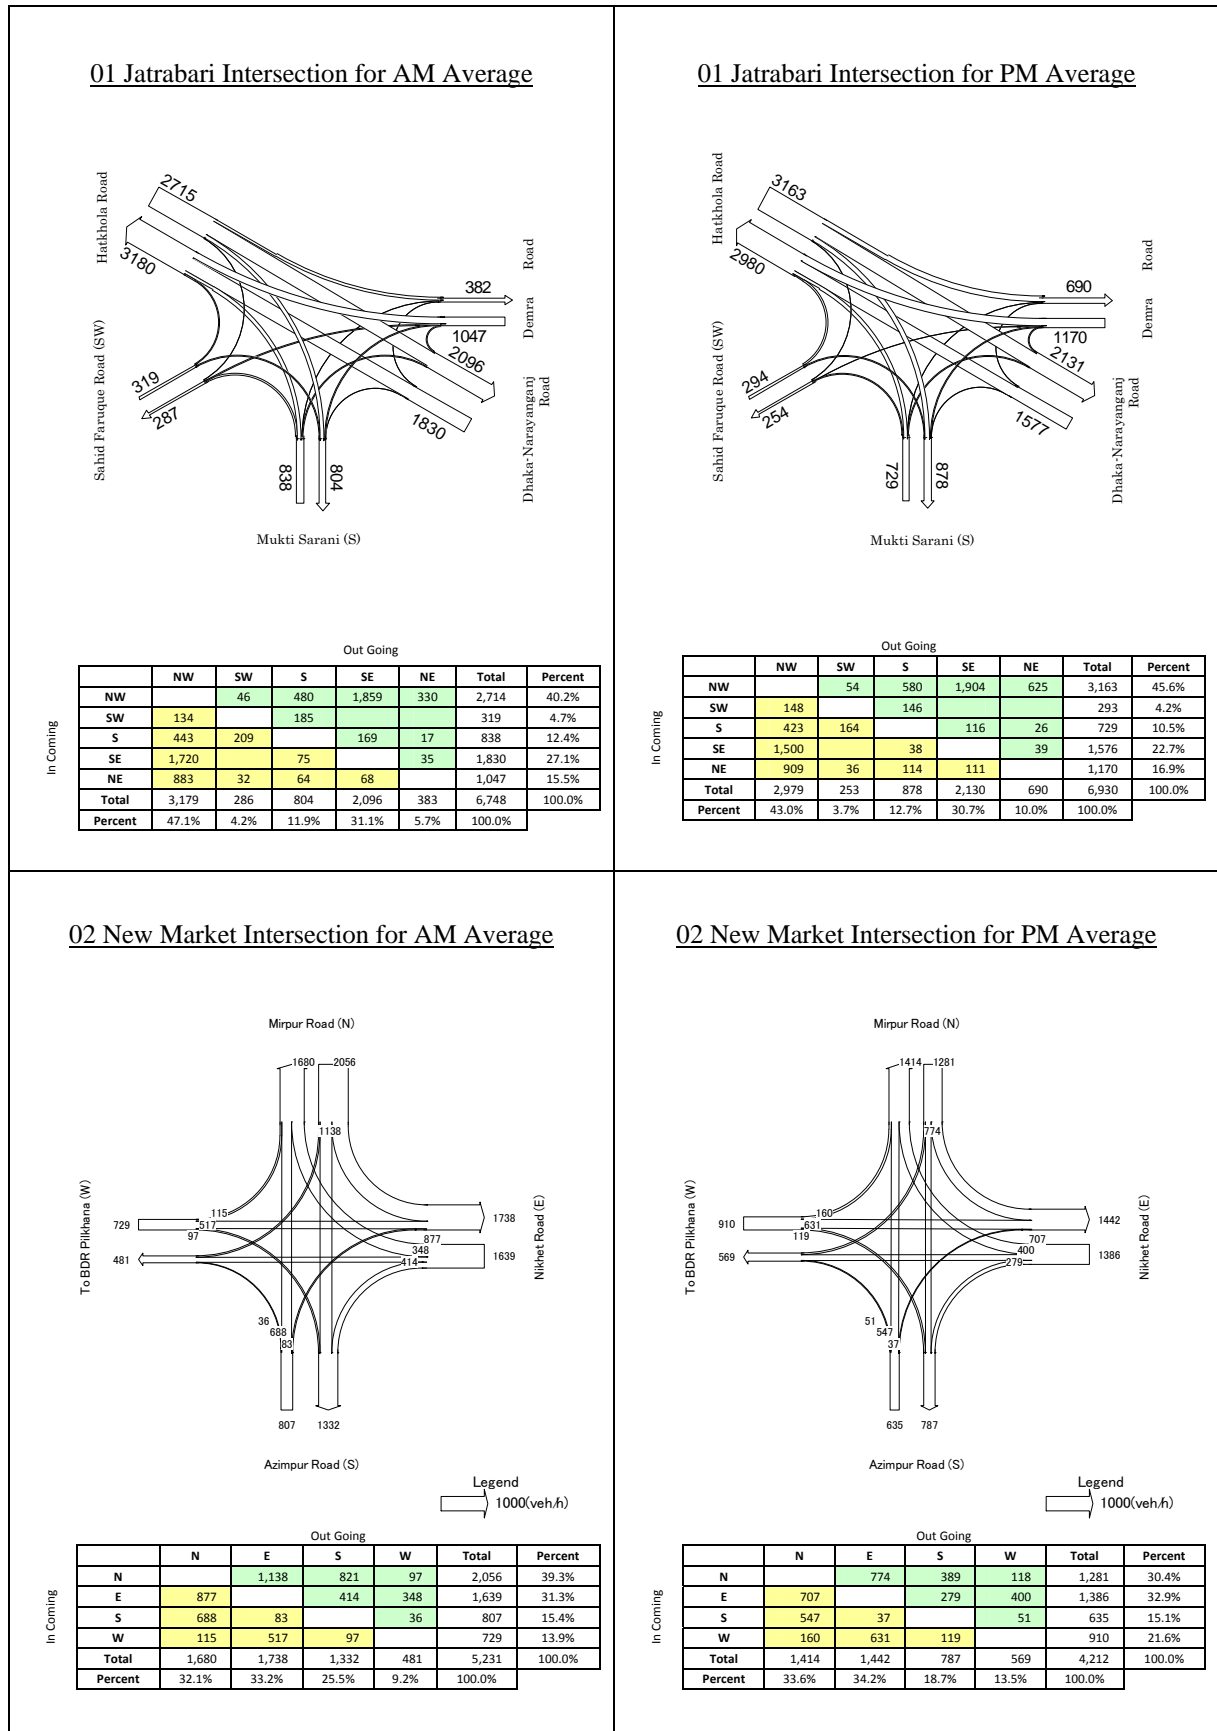 01 Jatrabari Intersection for AM Average
Hatkhola Road
2715
3180
Demra Road
382
1047
2096
1830
Dhaka-Narayanganj
Road
Sahid Faruque Road (SW)
319
287
838
804
Mukti Sarani (S)
Out Going
In Coming
NW SW S SE NE Total Percent
NW 46 480 1,859 330 2,714 40.2%
SW 134 185 319 4.7%
S 443 209 169 17 838 12.4%
SE 1,720 75 35 1,830 27.1%
NE 883 32 64 68 1,047 15.5%
Total 3,179 286 804 2,096 383 6,748 100.0%
Percent 47.1% 4.2% 11.9% 31.1% 5.7% 100.0%
01 Jatrabari Intersection for PM Average
Hatkhola Road
3163
2980
Demra Road
690
1170
2131
1577
Dhaka-Narayanganj
Road
Sahid Faruque Road (SW)
294
254
729
878
Mukti Sarani (S)
Out Going
In Coming
NW SW S SE NE Total Percent
NW 54 580 1,904 625 3,163 45.6%
SW 148 146 293 4.2%
S 423 164 116 26 729 10.5%
SE 1,500 38 39 1,576 22.7%
NE 909 36 114 111 1,170 16.9%
Total 2,979 253 878 2,130 690 6,930 100.0%
Percent 43.0% 3.7% 12.7% 30.7% 10.0% 100.0%
02 New Market Intersection for AM Average
Mirpur Road (N)
1680 2056
1138
To BDR Pilkhana (W)
729
481
115
517
97
877
348
414
1738
1639
Nikhet Road (E)
36
688
83
807 1332
Azimpur Road (S)
Legend
1000(veh/h)
Out Going
In Coming
N E S W Total Percent
N 1,138 821 97 2,056 39.3%
E 877 414 348 1,639 31.3%
S 688 83 36 807 15.4%
W 115 517 97 729 13.9%
Total 1,680 1,738 1,332 481 5,231 100.0%
Percent 32.1% 33.2% 25.5% 9.2% 100.0%
02 New Market Intersection for PM Average
Mirpur Road (N)
1414 1281
774
To BDR Pilkhana (W)
910
569
160
631
119
707
400
279
1442
1386
Nikhet Road (E)
51
547
37
635 787
Azimpur Road (S)
Legend
1000(veh/h)
Out Going
In Coming
N E S W Total Percent
N 774 389 118 1,281 30.4%
E 707 279 400 1,386 32.9%
S 547 37 51 635 15.1%
W 160 631 119 910 21.6%
Total 1,414 1,442 787 569 4,212 100.0%
Percent 33.6% 34.2% 18.7% 13.5% 100.0%